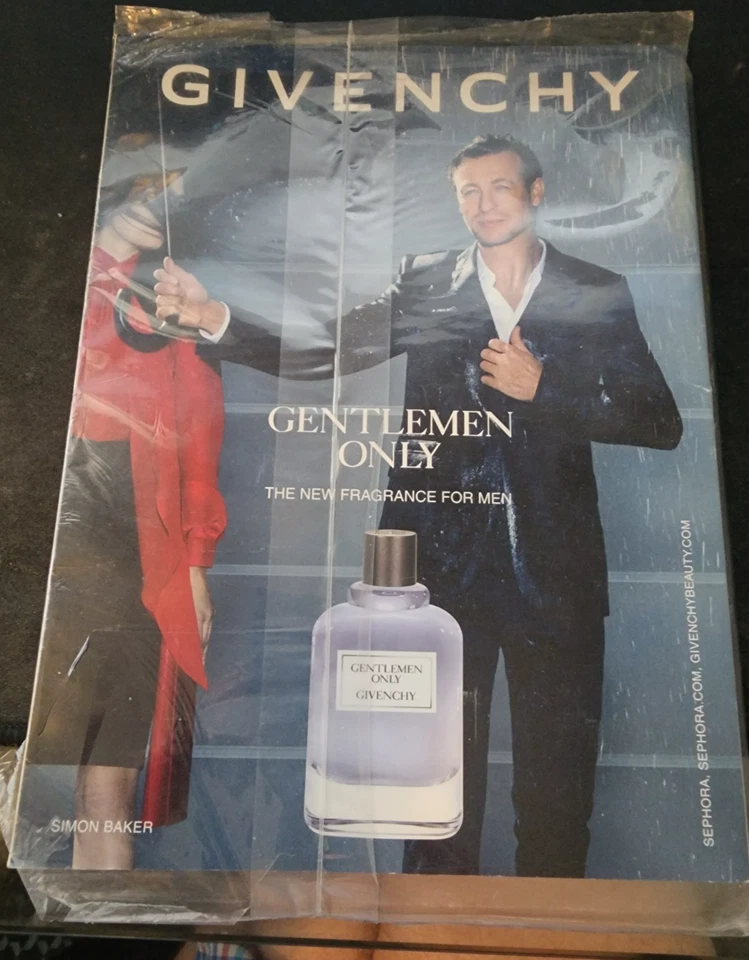 GIVENCHY
GENTLEMEN
ONLY
THE NEW FRAGRANCE FOR MEN
GENTLEMEN
ONLY
GIVENCHY
SIMON BAKER
SEPHORA, SEPHORA.COM, GIVENCHYBEAUTY.COM